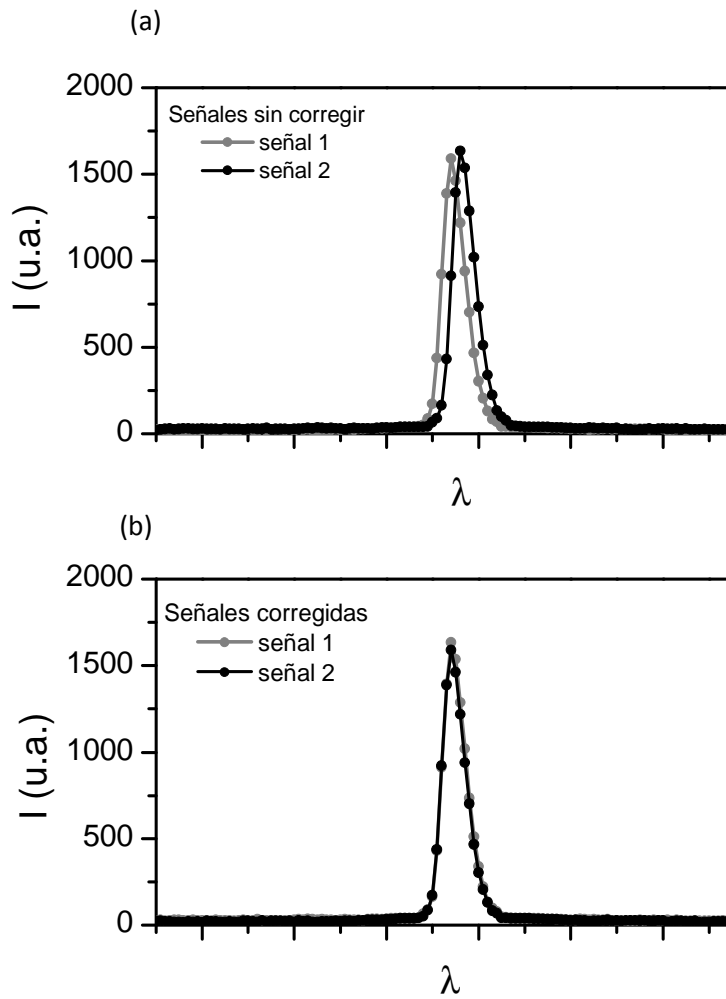 (a)
2000
Señales sin corregir
señal 1
señal 2
1500
1000
500
0
I (u.a.)
λ
(b)
2000
Señales corregidas
señal 1
señal 2
1500
1000
500
0
I (u.a.)
λ